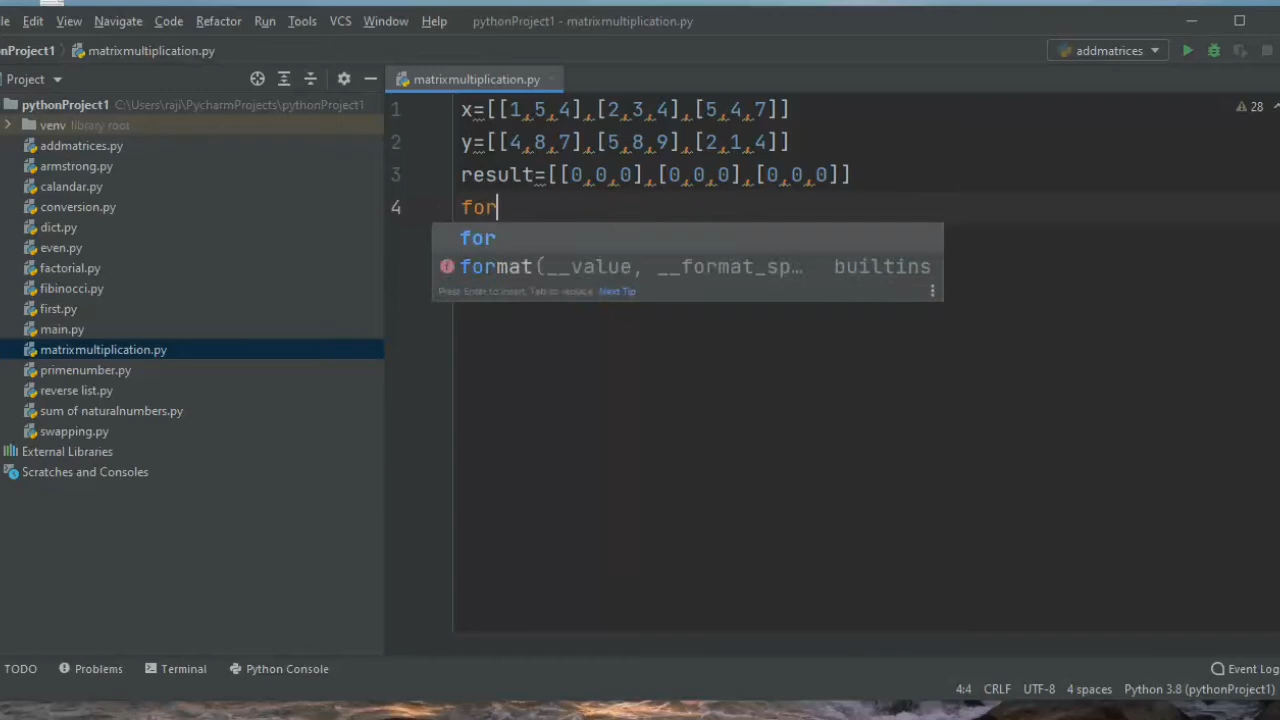 le Edit View Navigate Code Refactor Run Tools VCS Window Help pythonProject1 - matrixmultiplication.py
nProject1 matrixmultiplication.py addmatrices
Project matrixmultiplication.py
pythonProject1 C:\Users\raji\PycharmProjects\pythonProject1
venv library root
addmatrices.py
armstrong.py
calandar.py
conversion.py
dict.py
even.py
factorial.py
fibinocci.py
first.py
main.py
matrixmultiplication.py
primenumber.py
reverse list.py
sum of naturalnumbers.py
swapping.py
External Libraries
Scratches and Consoles
1 x=[[1,5,4],[2,3,4],[5,4,7]] 28
2 y=[[4,8,7],[5,8,9],[2,1,4]]
3 result=[[0,0,0],[0,0,0],[0,0,0]]
4 for
for
format(__value, __format_sp… builtins
Press Enter to insert, Tab to replace Next Tip
TODO Problems Terminal Python Console Event Log
4:4 CRLF UTF-8 4 spaces Python 3.8 (pythonProject1)